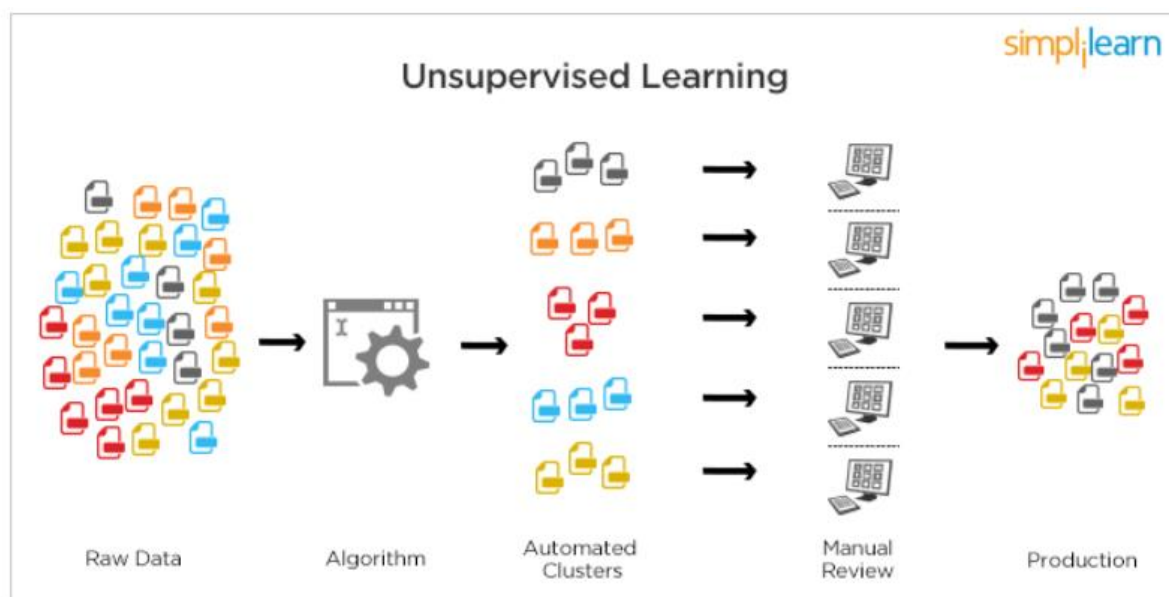 simplilearn
Unsupervised Learning
Raw Data
Algorithm
Automated
Clusters
Manual
Review
Production